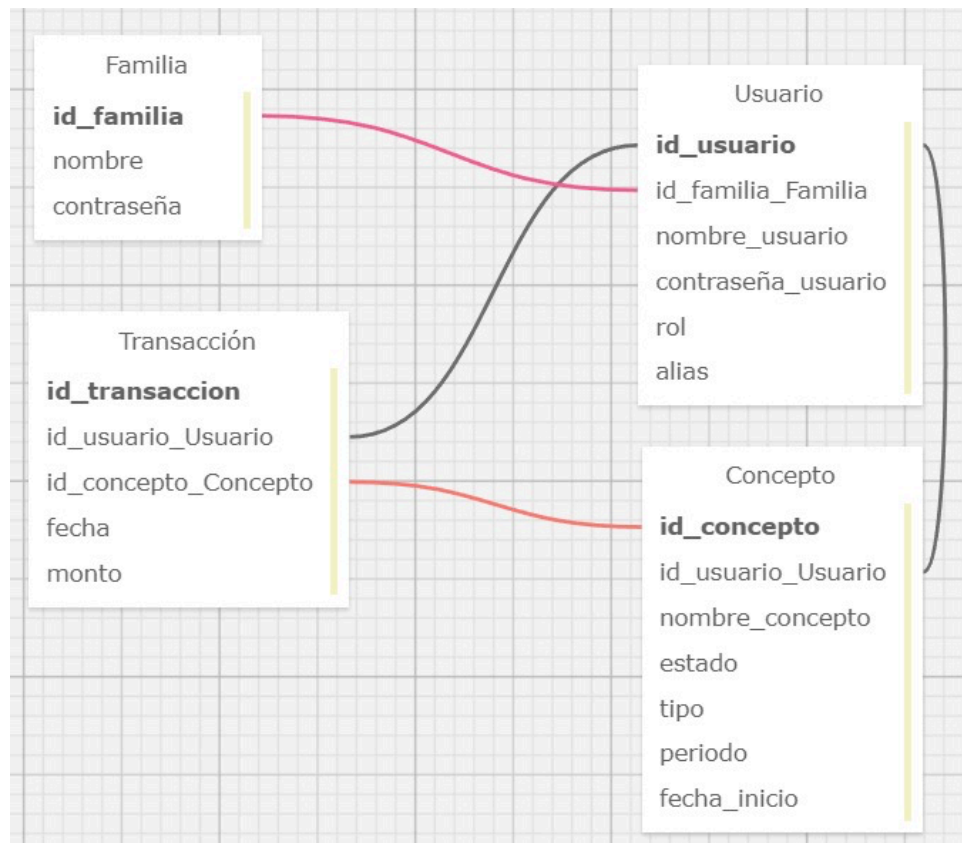 Familia
id_familia
nombre
contraseña
Usuario
id_usuario
id_familia_Familia
nombre_usuario
contraseña_usuario
rol
alias
Transacción
id_transaccion
id_usuario_Usuario
id_concepto_Concepto
fecha
monto
Concepto
id_concepto
id_usuario_Usuario
nombre_concepto
estado
tipo
periodo
fecha_inicio